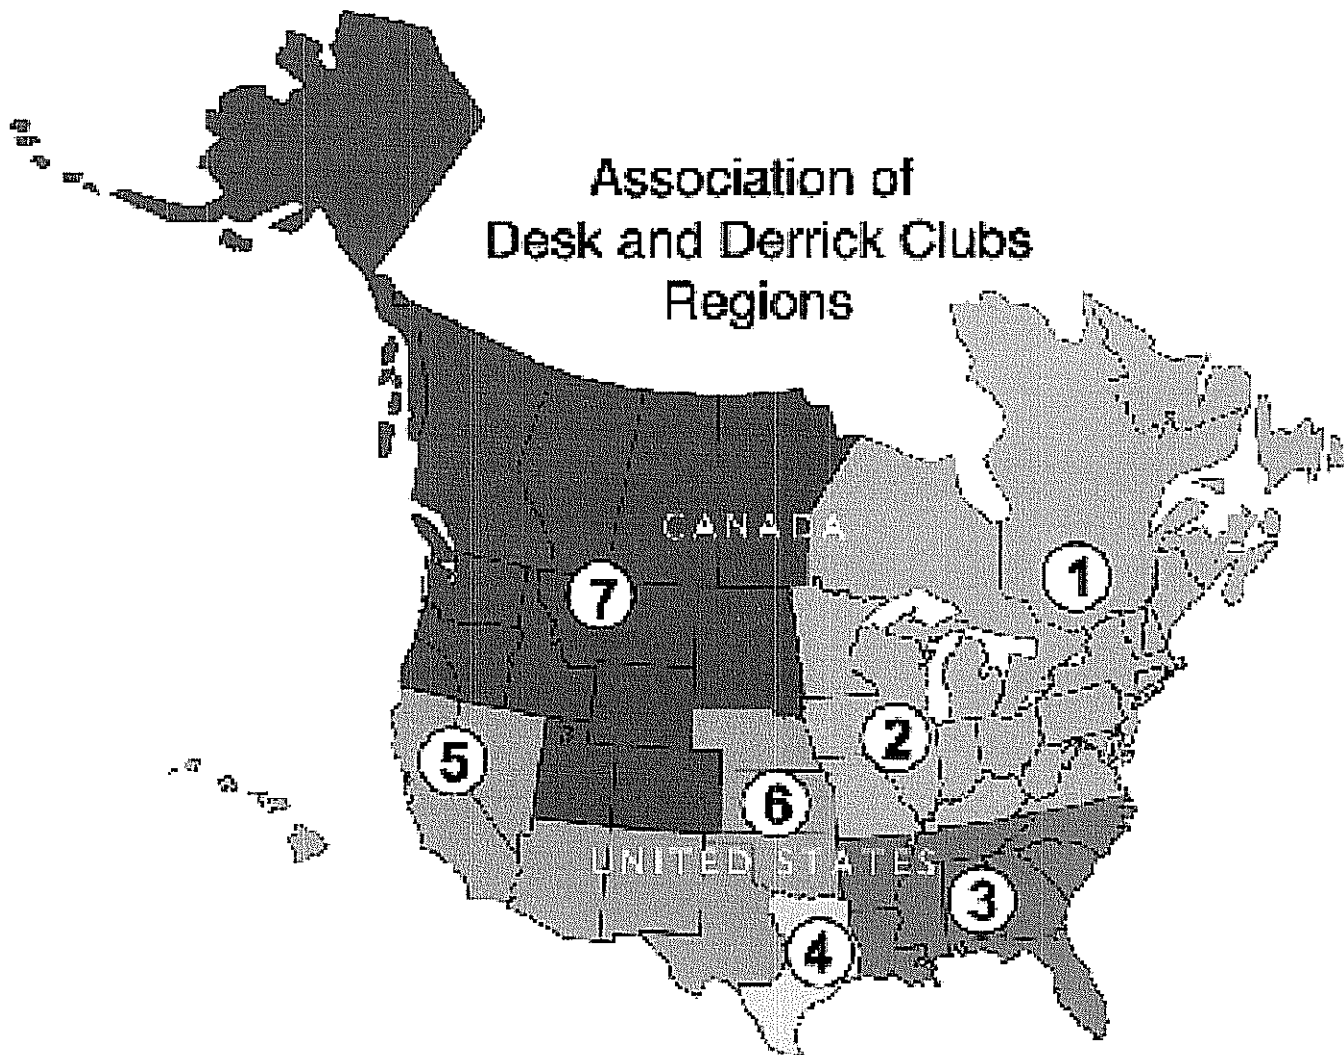 Association of
Desk and Derrick Clubs
Regions
CANADA
1
7
2
5
6
UNITED STATES
3
4